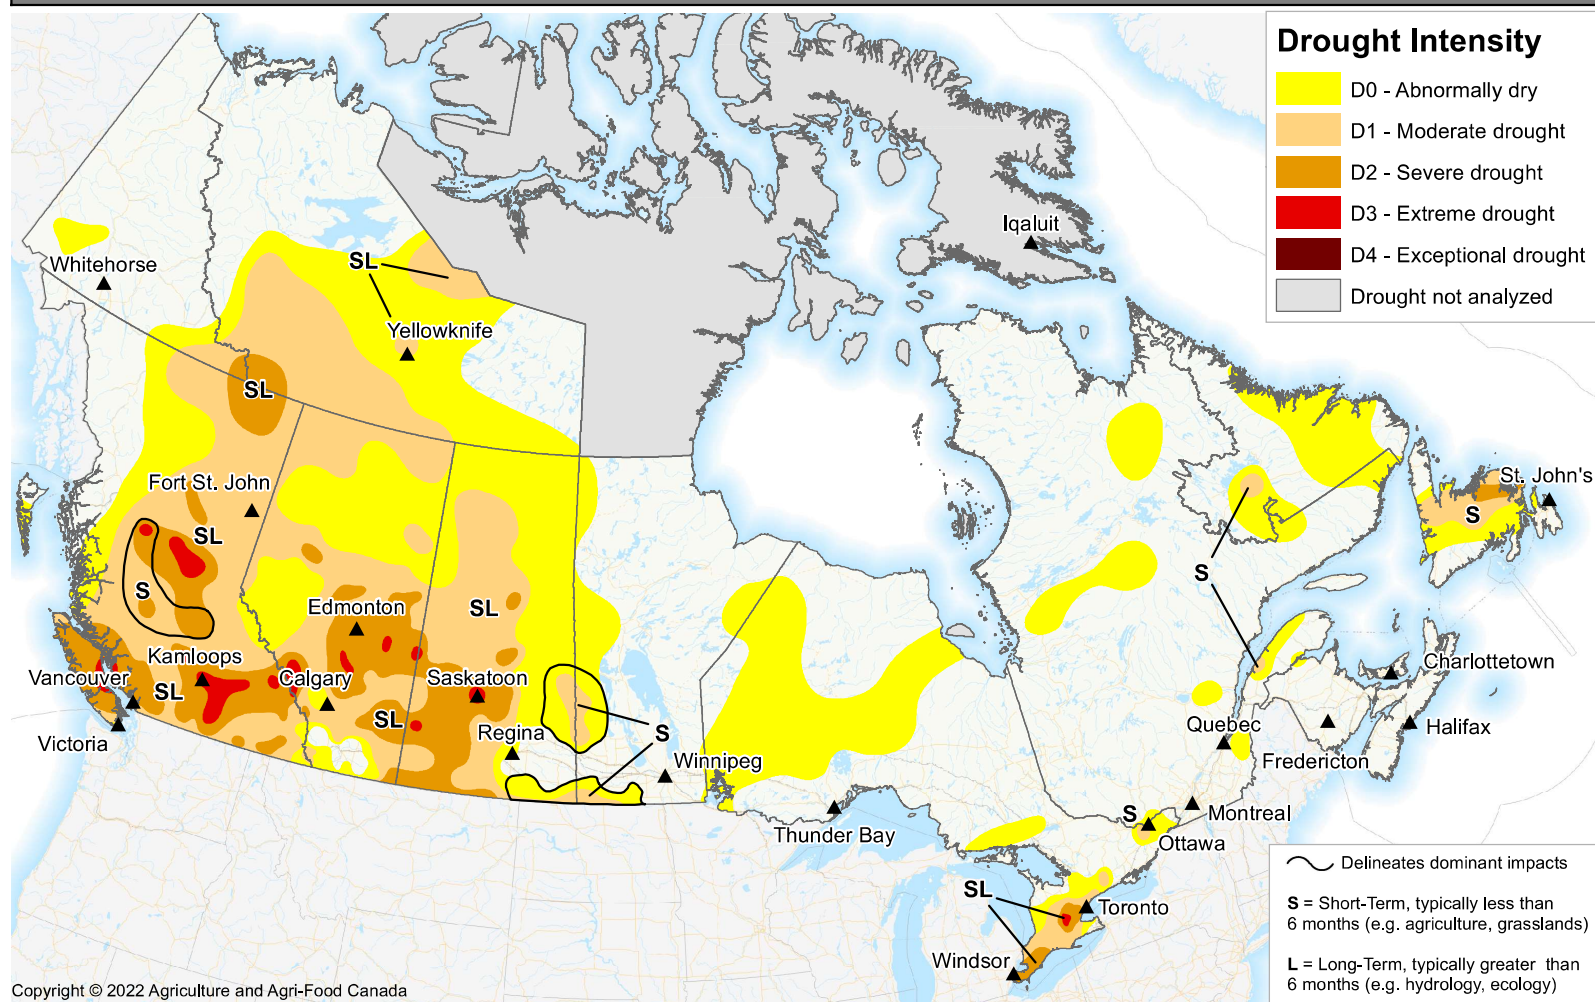 Drought Intensity
D0 - Abnormally dry
D1 - Moderate drought
D2 - Severe drought
D3 - Extreme drought
D4 - Exceptional drought
Drought not analyzed
Iqaluit
Whitehorse
SL
Yellowknife
SL
Fort St. John
St. John's
SL
S
S
S
Edmonton
SL
Kamloops
Charlottetown
Vancouver
Calgary
Saskatoon
SL
SL
Quebec
Halifax
Victoria
Regina
S
Winnipeg
Fredericton
S
Montreal
Thunder Bay
Ottawa
SL
Toronto
Windsor
Delineates dominant impacts
S = Short-Term, typically less than
6 months (e.g. agriculture, grasslands)
L = Long-Term, typically greater than
6 months (e.g. hydrology, ecology)
Copyright © 2022 Agriculture and Agri-Food Canada